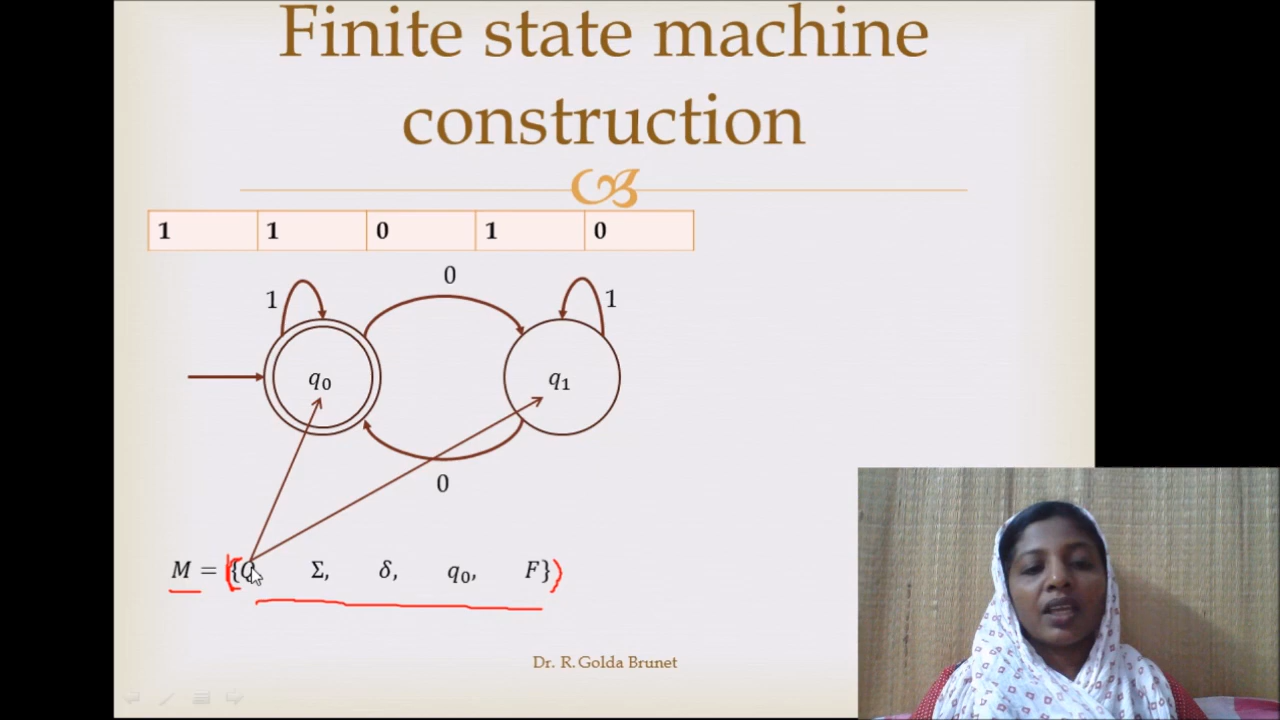 Finite state machine
construction
1 1 0 1 0
0
1 1
q₀ q₁
0
M = {Q Σ, δ, q₀, F}
Dr. R. Golda Brunet